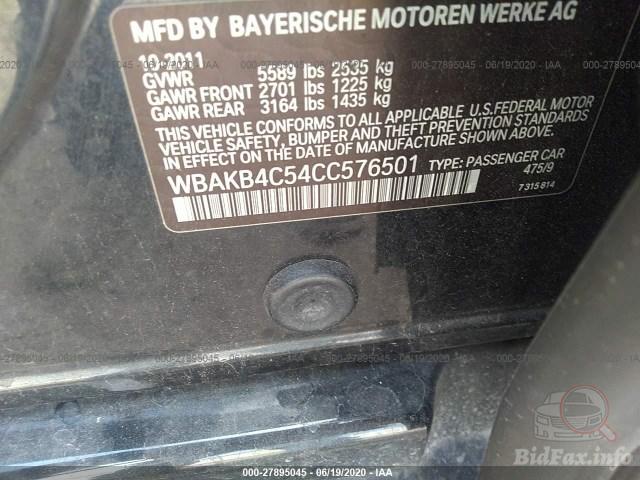 MFD BY BAYERISCHE MOTOREN WERKE AG
10-2011
GVWR 5589 lbs 2535 kg
GAWR FRONT 2701 lbs 1225 kg
GAWR REAR 3164 lbs 1435 kg
THIS VEHICLE CONFORMS TO ALL APPLICABLE U.S.FEDERAL MOTOR
VEHICLE SAFETY, BUMPER AND THEFT PREVENTION STANDARDS
IN EFFECT ON THE DATE OF MANUFACTURE SHOWN ABOVE.
WBAKB4C54CC576501 TYPE: PASSENGER CAR
475/9
7 315 814
000-27895045 / 06/19/2020 - IAA
BidFax.info